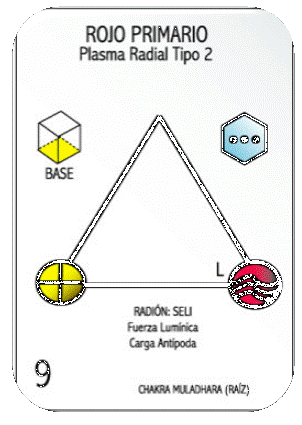 ROJO PRIMARIO
Plasma Radial Tipo 2
BASE
L
RADIÓN: SELI
Fuerza Lumínica
Carga Antípoda
9
CHAKRA MULADHARA (RAÍZ)